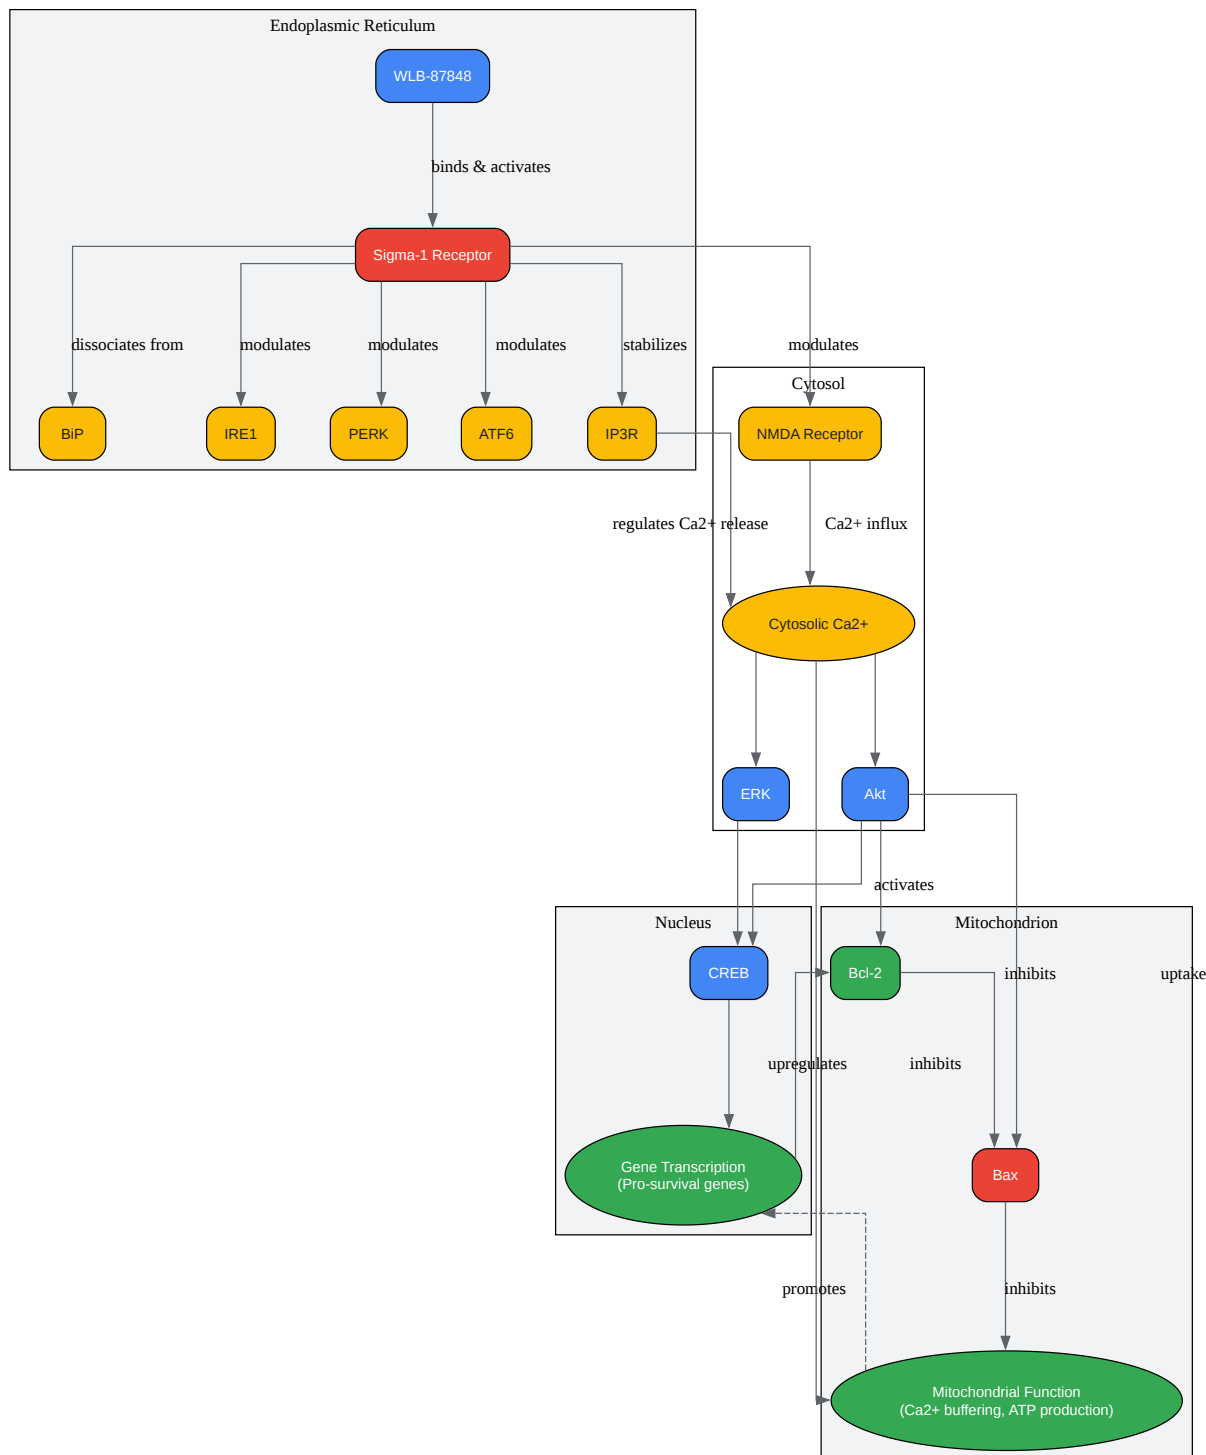 Endoplasmic Reticulum
WLB-87848
binds & activates
Sigma-1 Receptor
dissociates from
modulates
modulates
modulates
stabilizes
modulates
Cytosol
BiP
IRE1
PERK
ATF6
IP3R
NMDA Receptor
regulates Ca2+ release
Ca2+ influx
Cytosolic Ca2+
ERK
Akt
activates
Nucleus
Mitochondrion
CREB
Bcl-2
inhibits
uptake
upregulates
inhibits
Gene Transcription
(Pro-survival genes)
Bax
promotes
inhibits
Mitochondrial Function
(Ca2+ buffering, ATP production)